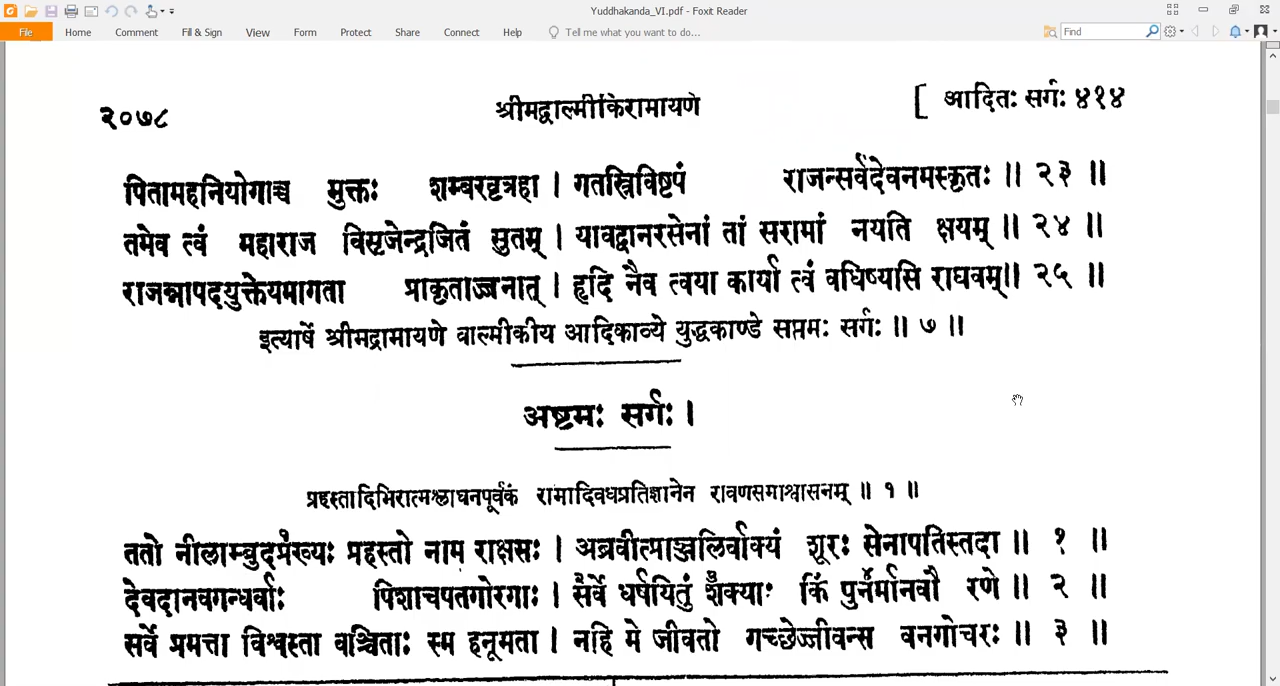 Yuddhakanda_VI.pdf - Foxit Reader
File Home Comment Fill & Sign View Form Protect Share Connect Help Tell me what you want to do... Find
२०७८ श्रीमद्वाल्मीकिरामायणे [ आदितः सर्गः ४१४
पितामहनियोगाच्च मुक्तः शम्बरवृत्रहा । गतस्त्रिविष्टपं राजन्सर्वदेवनमस्कृतः ॥ २३ ॥
तमेव त्वं महाराज विसृजेन्द्रजितं सुतम् । यावद्वानरसेनां तां सरामां नयति क्षयम् ॥ २४ ॥
राजन्नापदयुक्तेयमागता प्राकृताज्जनात् । हृदि नैव त्वया कार्या त्वं वधिष्यसि राघवम्॥ २५ ॥
इत्यार्षे श्रीमद्रामायणे वाल्मीकीय आदिकाव्ये युद्धकाण्डे सप्तमः सर्गः ॥ ७ ॥
अष्टमः सर्गः ।
प्रहस्तादिभिरात्मश्लाघनपूर्वकं रामादिवधप्रतिज्ञानेन रावणसमाश्वासनम् ॥ १ ॥
ततो नीलाम्बुदप्रंख्यः प्रहस्तो नाम राक्षसः । अब्रवीत्प्राञ्जलिर्वाक्यं शूरः सेनापतिस्तदा ॥ १ ॥
देवदानवगन्धर्वाः पिशाचपतगोरगाः । सर्वे धर्षयितुं शक्याः किं पुनर्मानवौ रणे ॥ २ ॥
सर्वे प्रमत्ता विश्वस्ता वञ्चिताः स्म हनूमता । नहि मे जीवतो गच्छेज्जीवन्स वनगोचरः ॥ ३ ॥